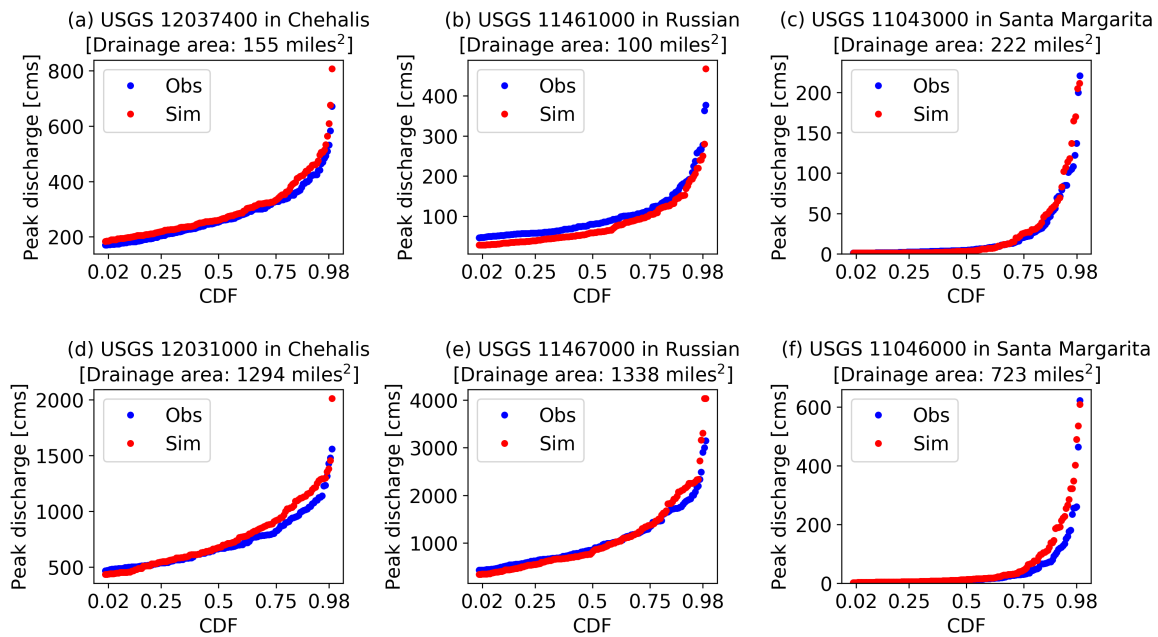 (a) USGS 12037400 in Chehalis
[Drainage area: 155 miles²]
Peak discharge [cms]
800
600
400
200
Obs
Sim
0.02 0.25 0.5 0.75 0.98
CDF
(b) USGS 11461000 in Russian
[Drainage area: 100 miles²]
Peak discharge [cms]
400
300
200
100
Obs
Sim
0.02 0.25 0.5 0.75 0.98
CDF
(c) USGS 11043000 in Santa Margarita
[Drainage area: 222 miles²]
Peak discharge [cms]
200
150
100
50
0
Obs
Sim
0.02 0.25 0.5 0.75 0.98
CDF
(d) USGS 12031000 in Chehalis
[Drainage area: 1294 miles²]
Peak discharge [cms]
2000
1500
1000
500
Obs
Sim
0.02 0.25 0.5 0.75 0.98
CDF
(e) USGS 11467000 in Russian
[Drainage area: 1338 miles²]
Peak discharge [cms]
4000
3000
2000
1000
Obs
Sim
0.02 0.25 0.5 0.75 0.98
CDF
(f) USGS 11046000 in Santa Margarita
[Drainage area: 723 miles²]
Peak discharge [cms]
600
400
200
0
Obs
Sim
0.02 0.25 0.5 0.75 0.98
CDF